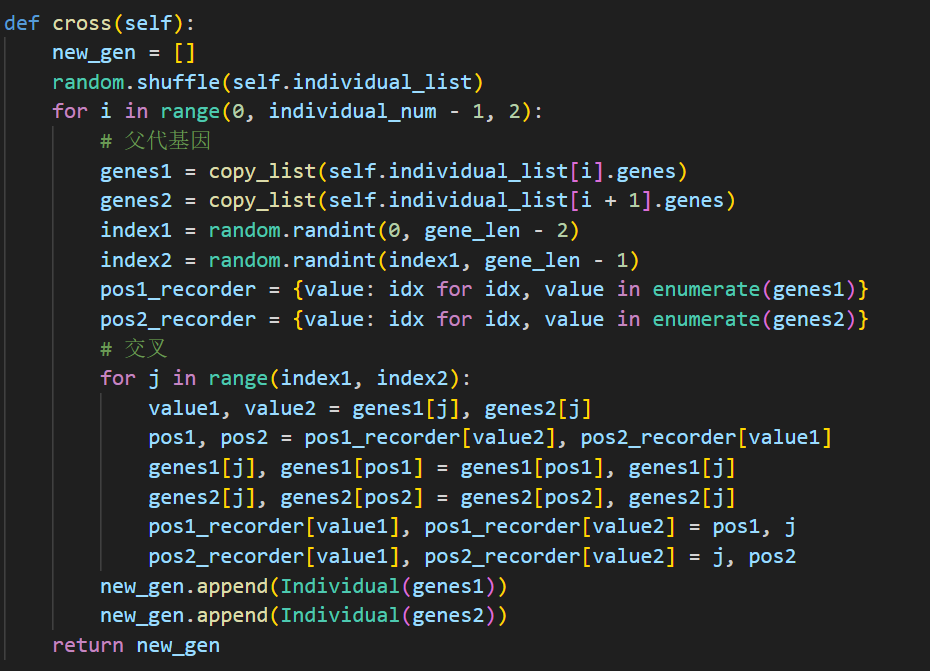 def cross(self):
    new_gen = []
    random.shuffle(self.individual_list)
    for i in range(0, individual_num - 1, 2):
        # 父代基因
        genes1 = copy_list(self.individual_list[i].genes)
        genes2 = copy_list(self.individual_list[i + 1].genes)
        index1 = random.randint(0, gene_len - 2)
        index2 = random.randint(index1, gene_len - 1)
        pos1_recorder = {value: idx for idx, value in enumerate(genes1)}
        pos2_recorder = {value: idx for idx, value in enumerate(genes2)}
        # 交叉
        for j in range(index1, index2):
            value1, value2 = genes1[j], genes2[j]
            pos1, pos2 = pos1_recorder[value2], pos2_recorder[value1]
            genes1[j], genes1[pos1] = genes1[pos1], genes1[j]
            genes2[j], genes2[pos2] = genes2[pos2], genes2[j]
            pos1_recorder[value1], pos1_recorder[value2] = pos1, j
            pos2_recorder[value1], pos2_recorder[value2] = j, pos2
        new_gen.append(Individual(genes1))
        new_gen.append(Individual(genes2))
    return new_gen